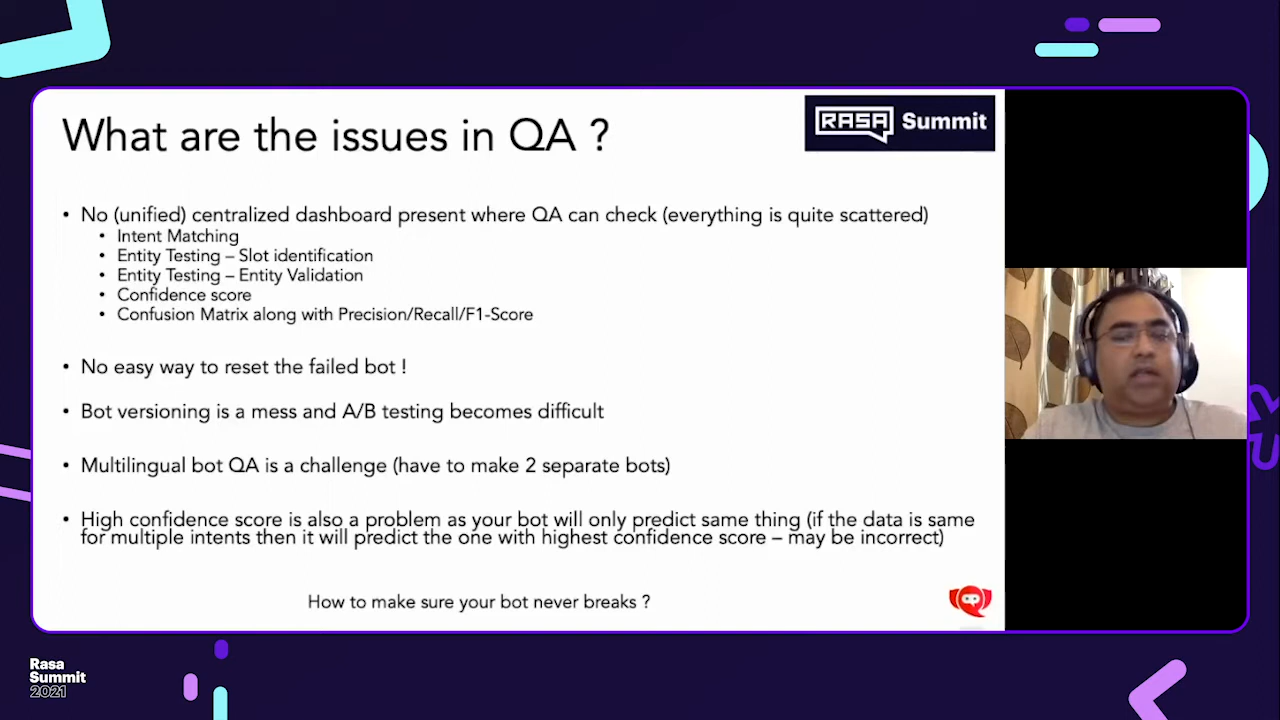 What are the issues in QA ?
RASA Summit
• No (unified) centralized dashboard present where QA can check (everything is quite scattered)
• Intent Matching
• Entity Testing – Slot identification
• Entity Testing – Entity Validation
• Confidence score
• Confusion Matrix along with Precision/Recall/F1-Score
• No easy way to reset the failed bot !
• Bot versioning is a mess and A/B testing becomes difficult
• Multilingual bot QA is a challenge (have to make 2 separate bots)
• High confidence score is also a problem as your bot will only predict same thing (if the data is same
for multiple intents then it will predict the one with highest confidence score – may be incorrect)
How to make sure your bot never breaks ?
Rasa
Summit
2021